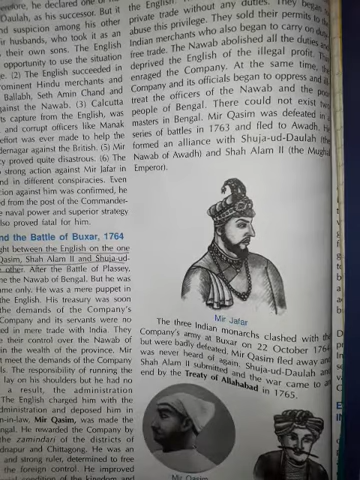 erefore, he declared one of
Daulah, as his successor. But it
nd suspicion among his other
ir husbands, who took it as an
their own sons. The English
opportunity to use the situation
e. (2) The English succeeded in
rominent Hindu merchants and
Ballabh, Seth Amin Chand and
gainst the Nawab. (3) Calcutta
ts capture from the English, was
and corrupt officers like Manak
effort was ever made to help the
dernagar against the British. (5) Mir
y proved quite disastrous. (6) The
strong action against Mir Jafar in
nd in different conspiracies. Even
tion against him was confirmed, he
ed from the post of the Commander-
e naval power and superior strategy
lso proved fatal for him.
nd the Battle of Buxar, 1764
ght between the English on the one
Qasim, Shah Alam II and Shuja-ud-
other. After the Battle of Plassey,
e the Nawab of Bengal. But he was
me only. He was a mere puppet in
the English. His treasury was soon
the demands of the Company's
Company and its servants were no
ed in mere trade with India. They
e their control over the Nawab of
in the wealth of the province. Mir
t meet the demands of the Company
ls. The responsibility of running the
lay on his shoulders but he had no
a result, the administration
The English charged him with the
dministration and deposed him in
n-in-law, Mir Qasim, was made the
ngal. He rewarded the Company by
the zamindari of the districts of
dnapur and Chittagong. He was an
and strong ruler, determined to free
the foreign control. He improved
the English
private trade without any duties. They began
abuse this privilege. They sold their permits to
Indian merchants who also began to carry on du
free trade. The Nawab abolished all the duties an
deprived the English of the illegal profit. Thi
enraged the Company. At the same time, th
Company and its officials began to oppress and il
treat the officers of the Nawab and the poo
people of Bengal. There could not exist tw
masters in Bengal. Mir Qasim was defeated in
series of battles in 1763 and fled to Awadh. H
formed an alliance with Shuja-ud-Daulah (the
Nawab of Awadh) and Shah Alam II (the Mugha
Emperor).
Mir Jafar
The three Indian monarchs clashed with the
Company's army at Buxar on 22 October 1764
but were badly defeated. Mir Qasim fled away and
was never heard of again, Shuja-ud-Daulah and
Shah Alam II submitted and the war came to an
end by the Treaty of Allahabad in 1765.
Mir Qasim